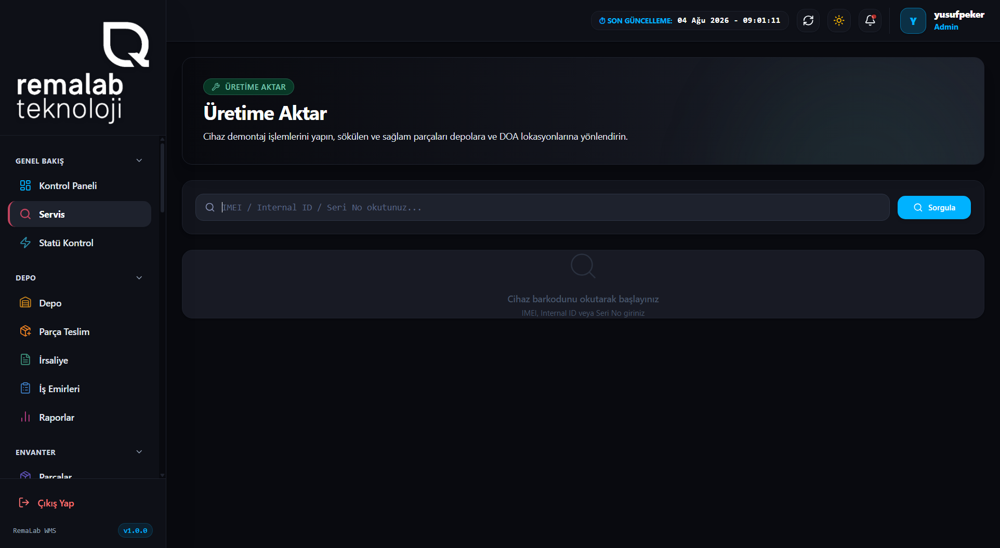 remalab
teknoloji
GENEL BAKIŞ
Kontrol Paneli
Servis
Statü Kontrol
DEPO
Depo
Parça Teslim
İrsaliye
İş Emirleri
Raporlar
ENVANTER
Parçalar
Çıkış Yap
RemaLab WMS
v1.0.0
SON GÜNCELLEME: 04 Ağu 2026 - 09:01:11
Y
yusufpeker
Admin
ÜRETİME AKTAR
Üretime Aktar
Cihaz demontaj işlemlerini yapın, sökülen ve sağlam parçaları depolara ve DOA lokasyonlarına yönlendirin.
IMEI / Internal ID / Seri No okutunuz...
Sorgula
Cihaz barkodunu okutarak başlayınız
IMEI, Internal ID veya Seri No giriniz